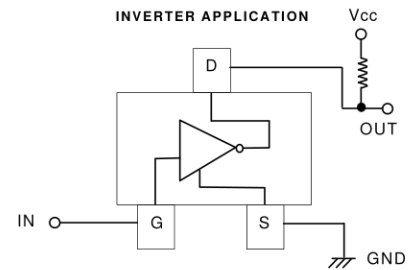 INVERTER APPLICATION
Vcc
D
OUT
IN
G
S
GND